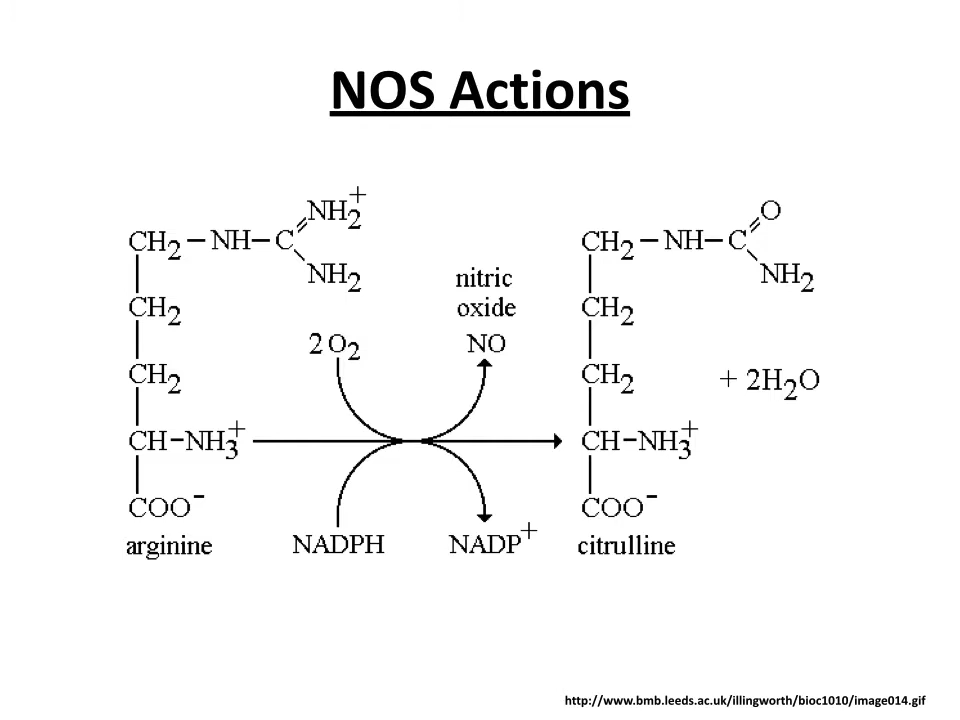 NOS Actions
NH2+
CH2 – NH – C
NH2
CH2
CH2
CH – NH3+
COO-
arginine
2 O2
nitric
oxide
NO
NADPH
NADP+
O
CH2 – NH – C
NH2
CH2
CH2
CH – NH3+
COO-
citrulline
+ 2H2O
http://www.bmb.leeds.ac.uk/illingworth/bioc1010/image014.gif